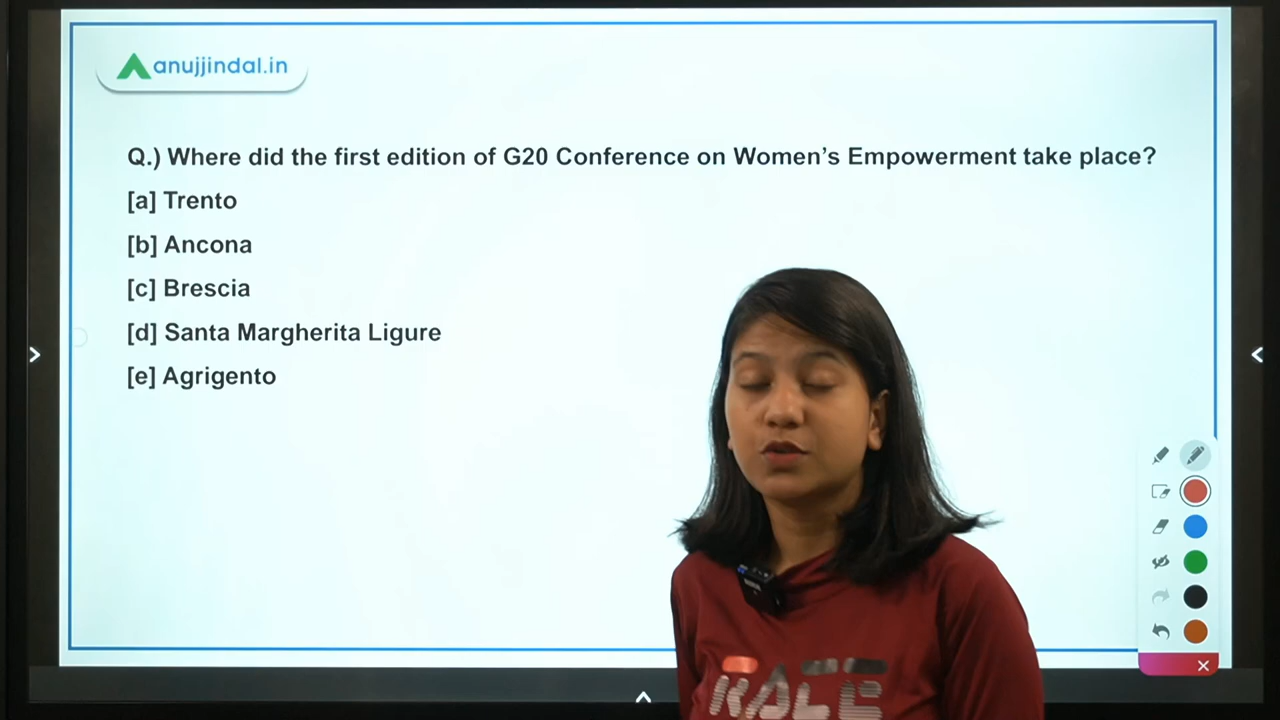 anujjindal.in
Q.) Where did the first edition of G20 Conference on Women’s Empowerment take place?
[a] Trento
[b] Ancona
[c] Brescia
[d] Santa Margherita Ligure
[e] Agrigento
RACE